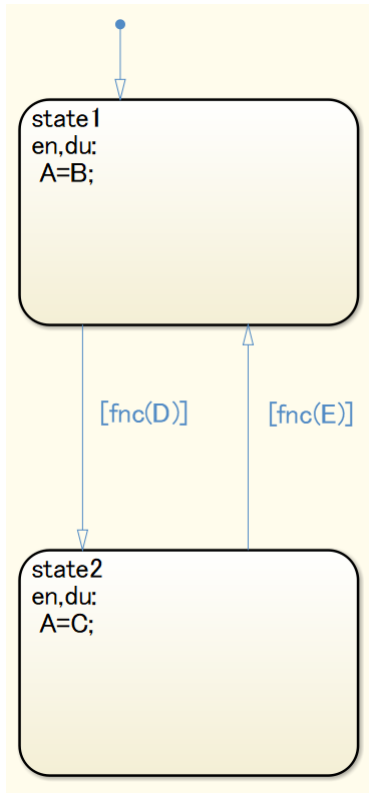 state1
en,du:
A=B;
[fnc(D)]
[fnc(E)]
state2
en,du:
A=C;